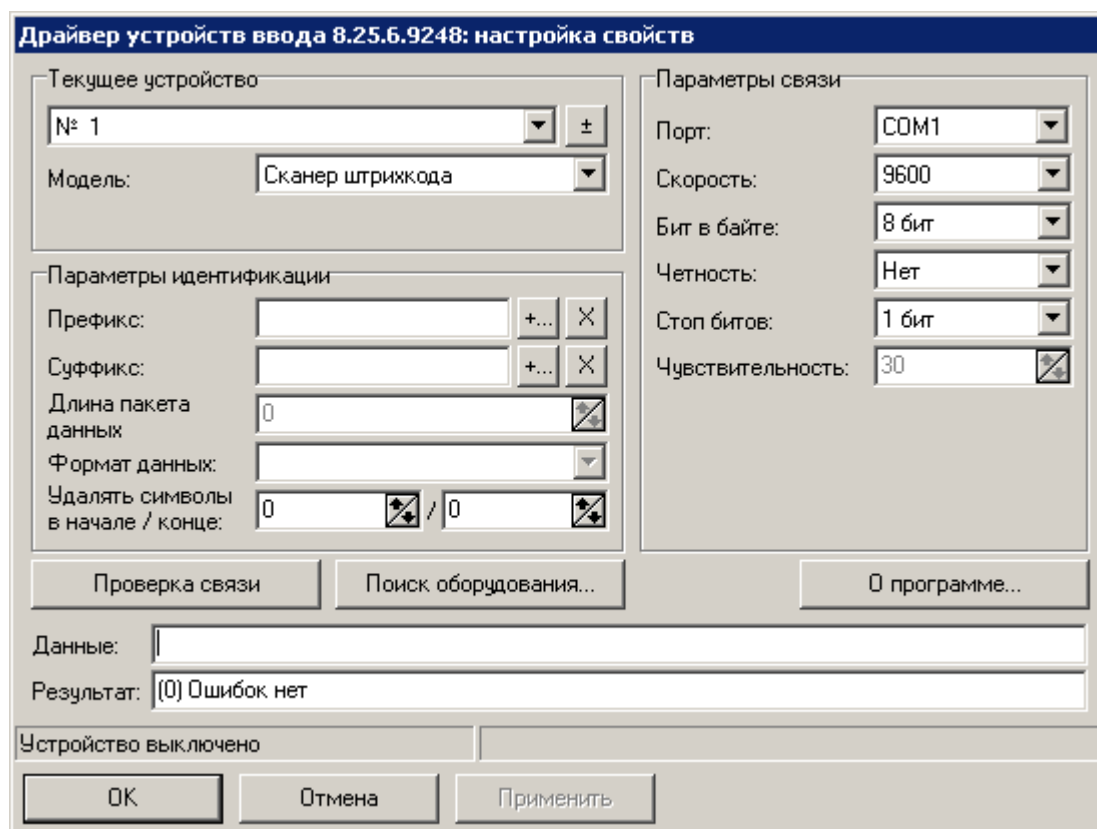 Драйвер устройств ввода 8.25.6.9248: настройка свойств
Текущее устройство
№ 1
±
Модель:
Сканер штрихкода
Параметры идентификации
Префикс:
+...
X
Суффикс:
+...
X
Длина пакета
данных
0
Формат данных:
Удалять символы
в начале / конце:
0 / 0
Параметры связи
Порт:
COM1
Скорость:
9600
Бит в байте:
8 бит
Четность:
Нет
Стоп битов:
1 бит
Чувствительность:
30
Проверка связи
Поиск оборудования...
О программе...
Данные:
Результат:
(0) Ошибок нет
Устройство выключено
OK
Отмена
Применить